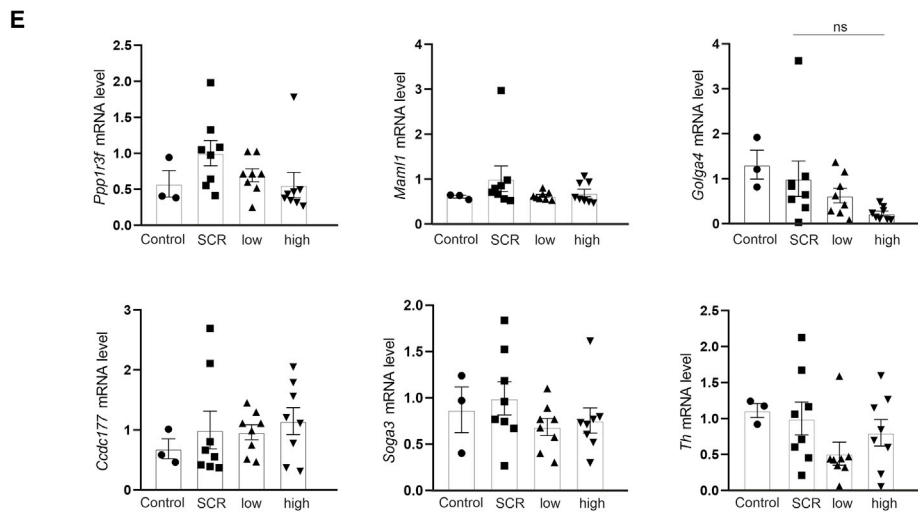 E
ns
2.5
2.0
1.5
1.0
0.5
0.0
Ppp1r3f mRNA level
Control SCR low high
4
3
2
1
0
Maml1 mRNA level
Control SCR low high
4
3
2
1
0
Golga4 mRNA level
Control SCR low high
3
2
1
0
Ccdc177 mRNA level
Control SCR low high
2.0
1.5
1.0
0.5
0.0
Soga3 mRNA level
Control SCR low high
2.5
2.0
1.5
1.0
0.5
0.0
Th mRNA level
Control SCR low high